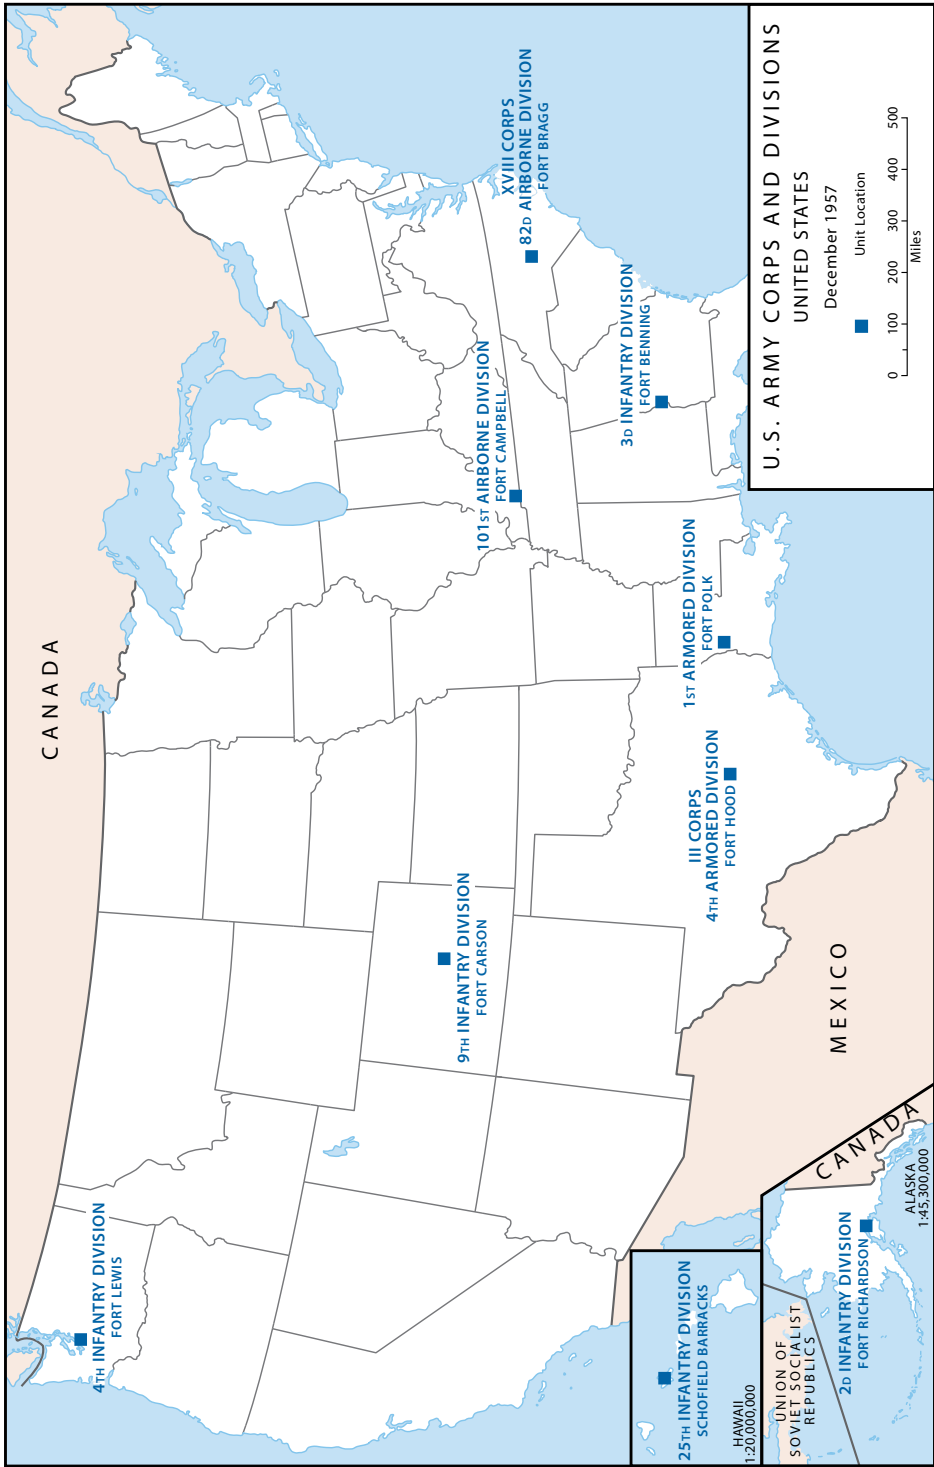 U.S. ARMY CORPS AND DIVISIONS
UNITED STATES
December 1957
Unit Location
0 100 200 300 400 500
Miles
CANADA
4TH INFANTRY DIVISION
FORT LEWIS
9TH INFANTRY DIVISION
FORT CARSON
101ST AIRBORNE DIVISION
FORT CAMPBELL
XVIII CORPS
82D AIRBORNE DIVISION
FORT BRAGG
3D INFANTRY DIVISION
FORT BENNING
1ST ARMORED DIVISION
FORT POLK
III CORPS
4TH ARMORED DIVISION
FORT HOOD
MEXICO
25TH INFANTRY DIVISION
SCHOFIELD BARRACKS
HAWAII
1:20,000,000
UNION OF
SOVIET SOCIALIST
REPUBLICS
2D INFANTRY DIVISION
FORT RICHARDSON
CANADA
ALASKA
1:45,300,000